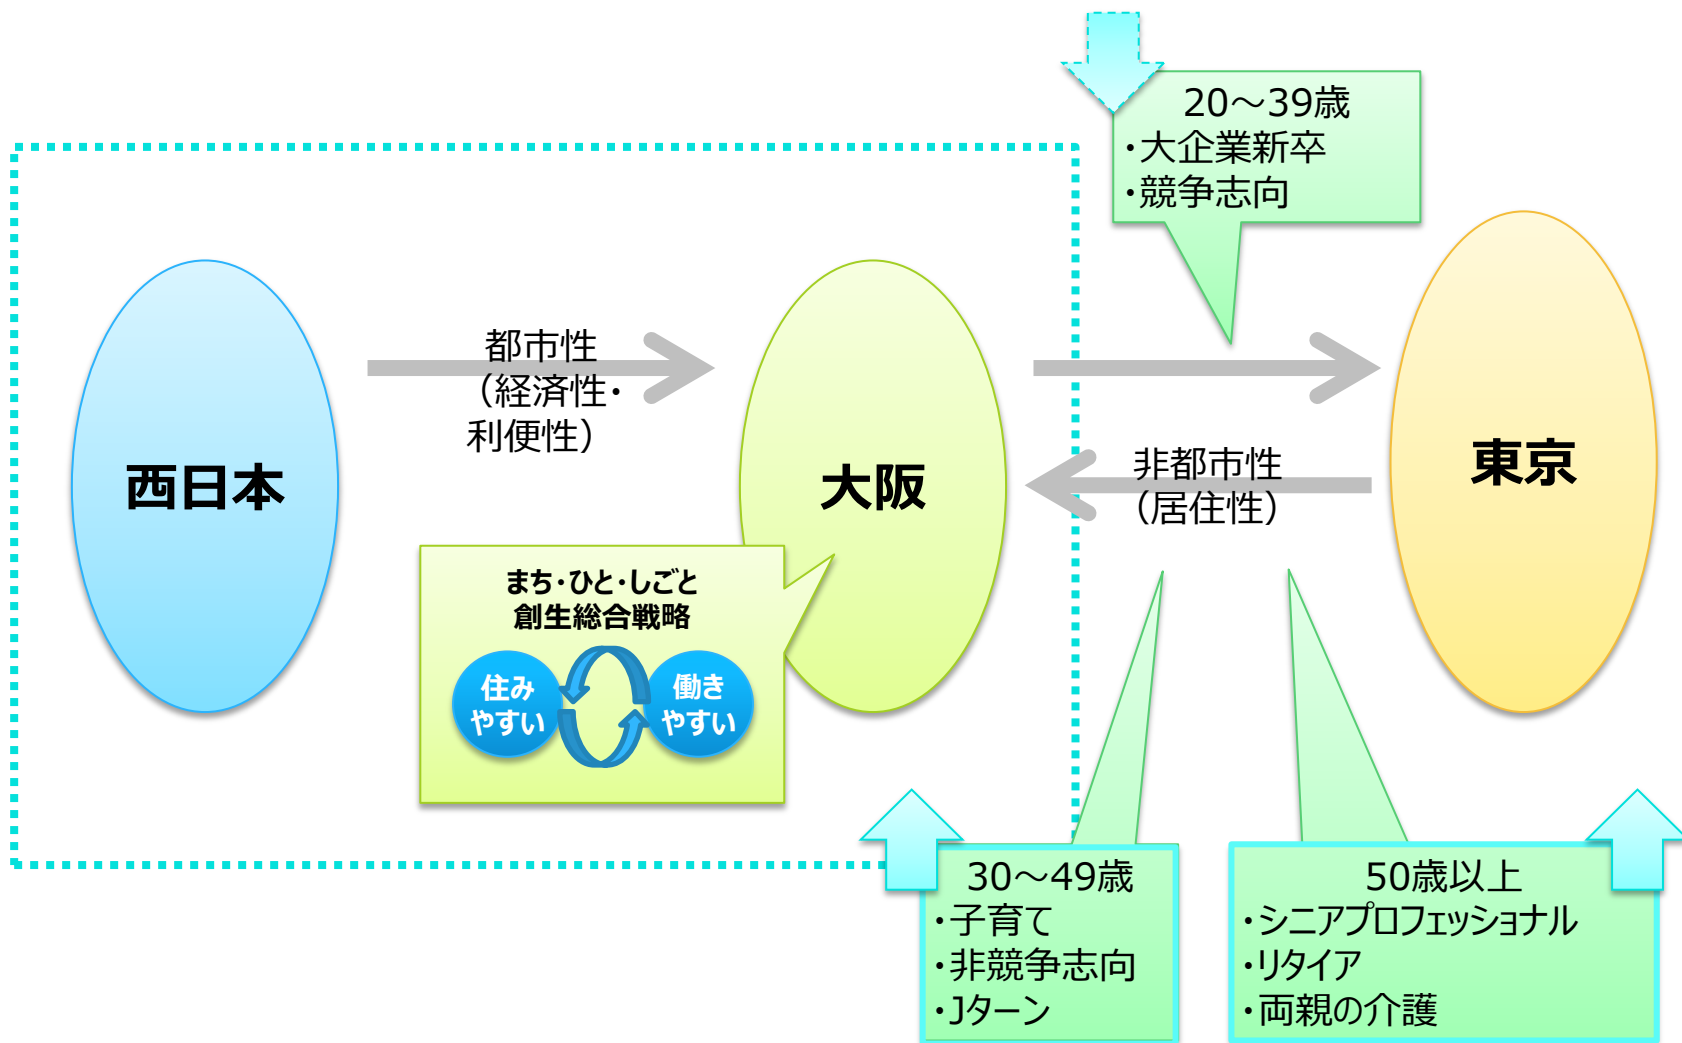 20～39歳
・大企業新卒
・競争志向
都市性
（経済性・
利便性）
西日本
大阪
東京
非都市性
（居住性）
まち・ひと・しごと
創生総合戦略
住み
やすい
働き
やすい
30～49歳
・子育て
・非競争志向
・Jターン
50歳以上
・シニアプロフェッショナル
・リタイア
・両親の介護